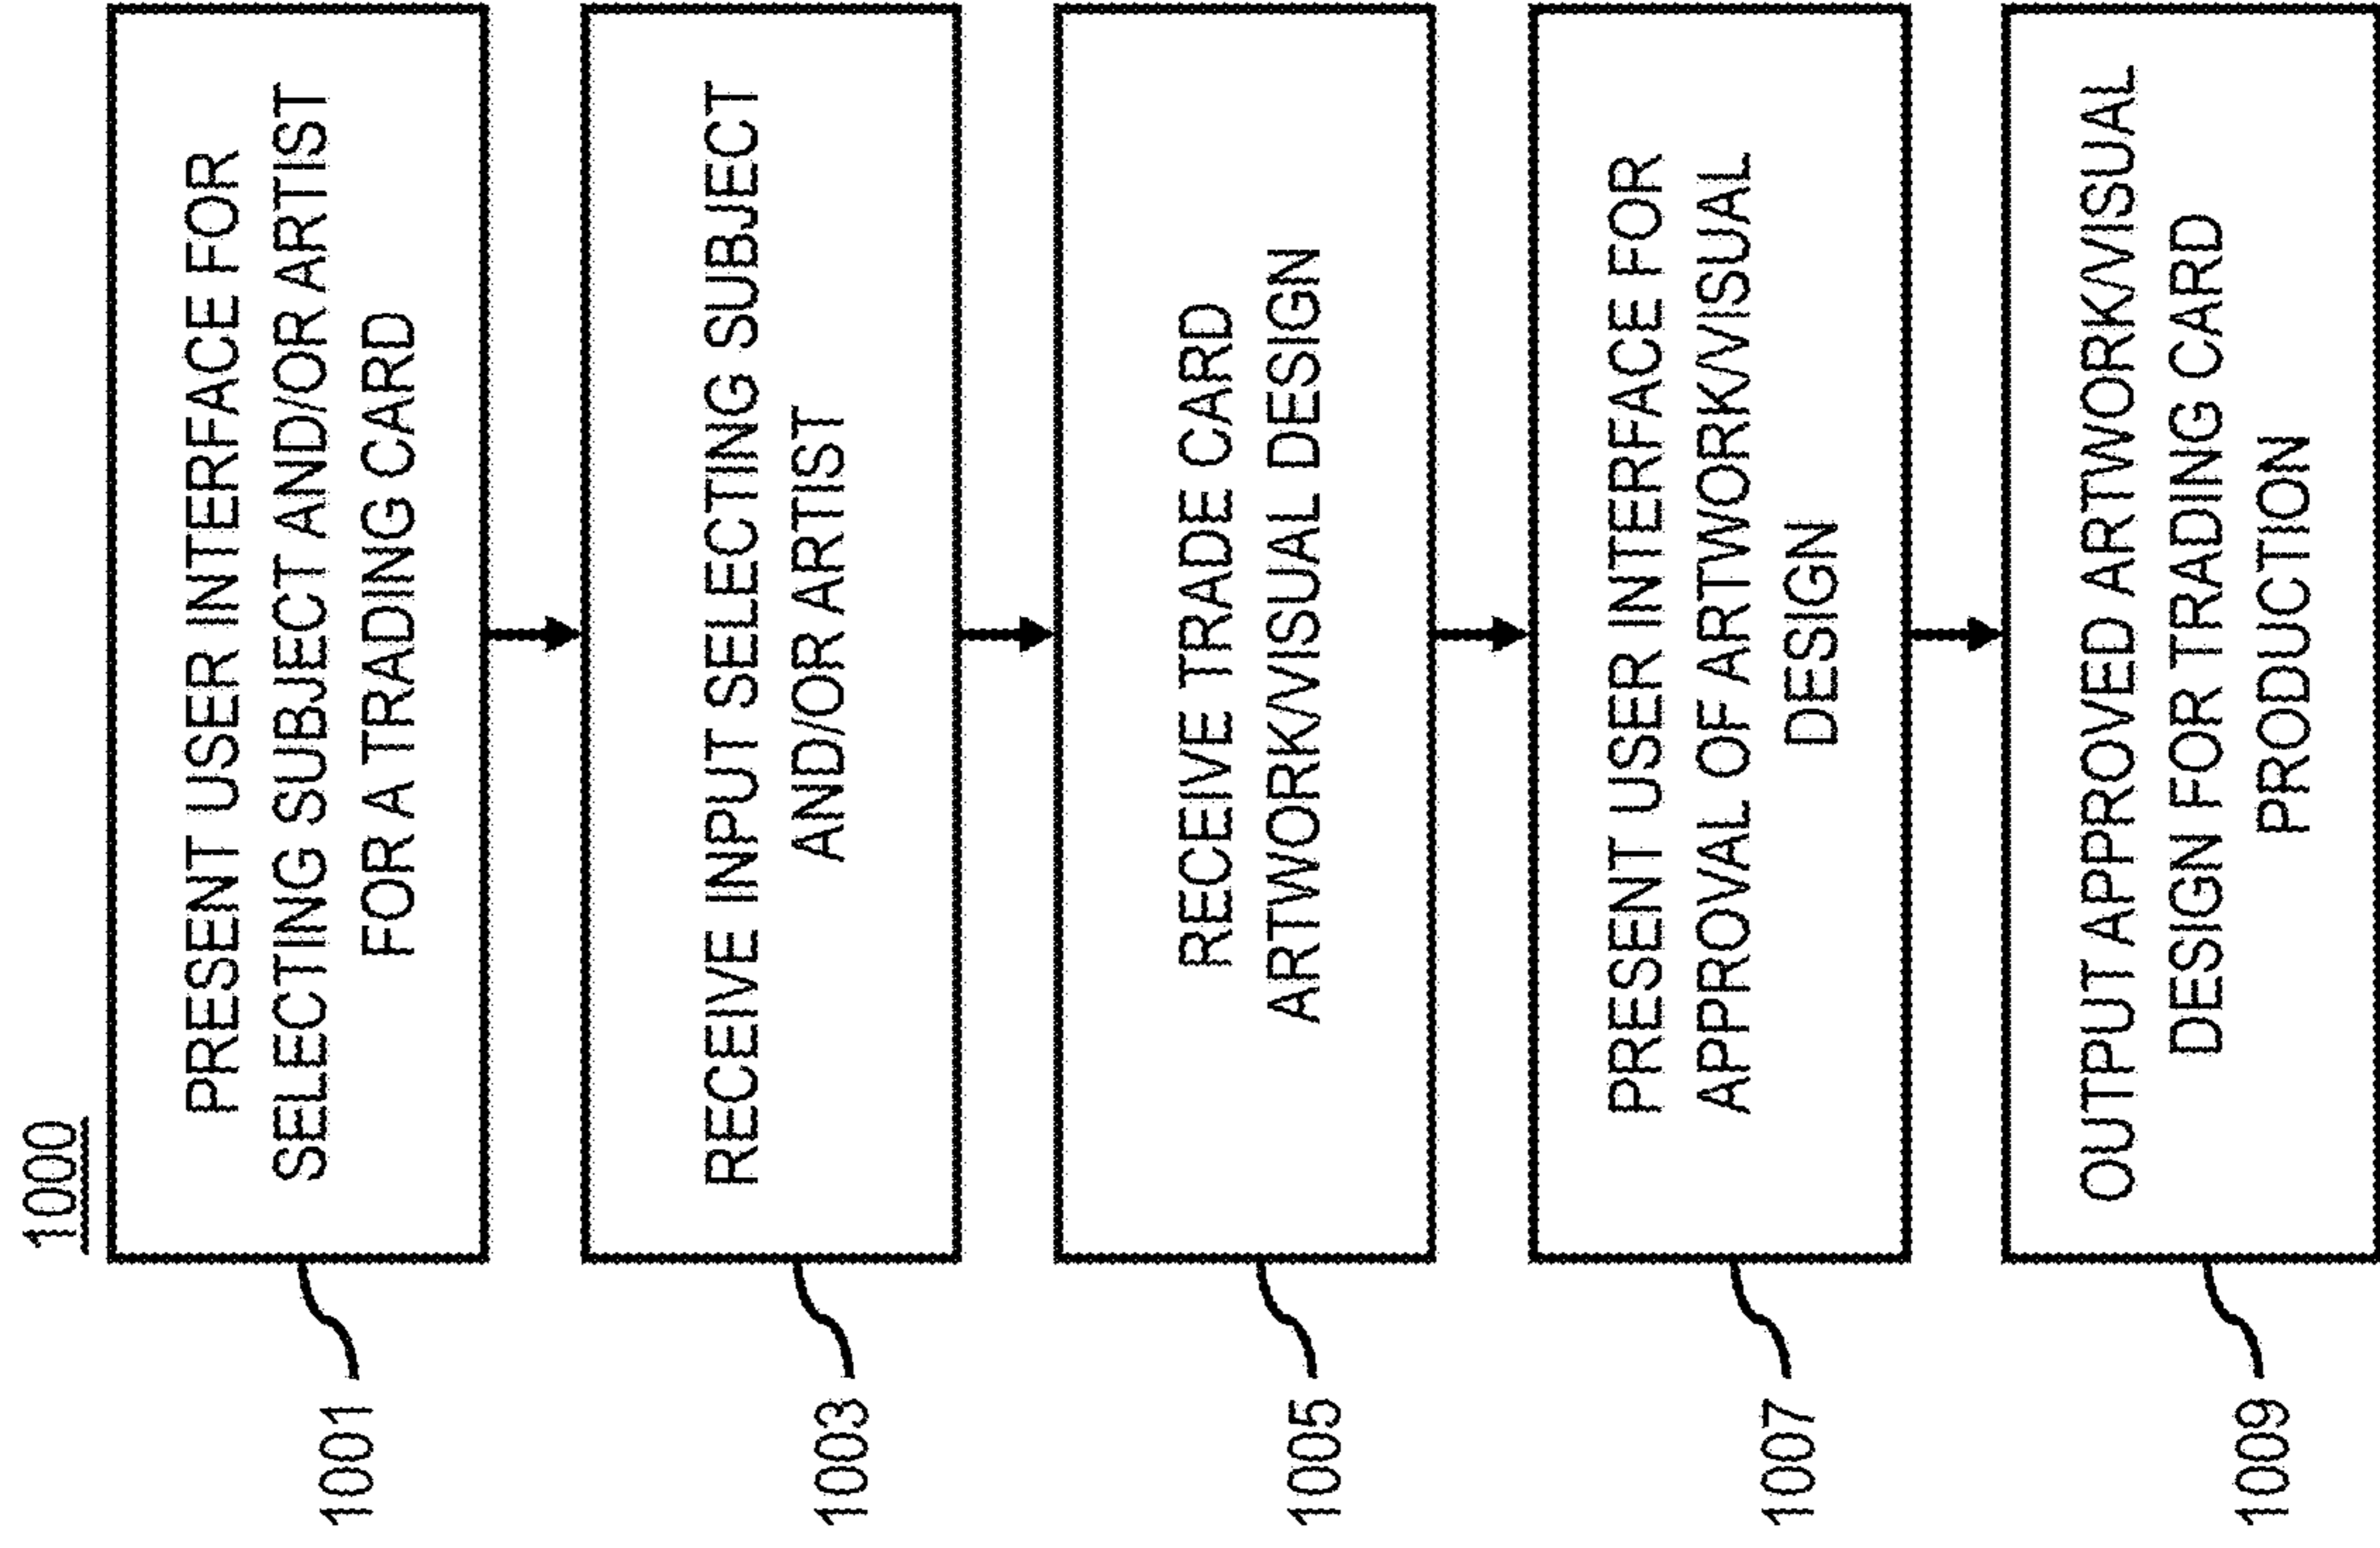 1000
PRESENT USER INTERFACE FOR
SELECTING SUBJECT AND/OR ARTIST
FOR A TRADING CARD
1001
RECEIVE INPUT SELECTING SUBJECT
AND/OR ARTIST
1003
RECEIVE TRADE CARD
ARTWORK/VISUAL DESIGN
1005
PRESENT USER INTERFACE FOR
APPROVAL OF ARTWORK/VISUAL
DESIGN
1007
OUTPUT APPROVED ARTWORK/VISUAL
DESIGN FOR TRADING CARD
PRODUCTION
1009